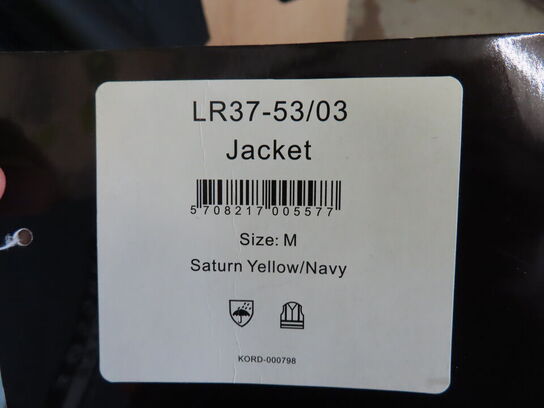 LR37-53/03
Jacket
5708217005577
Size: M
Saturn Yellow/Navy
KORD-000798